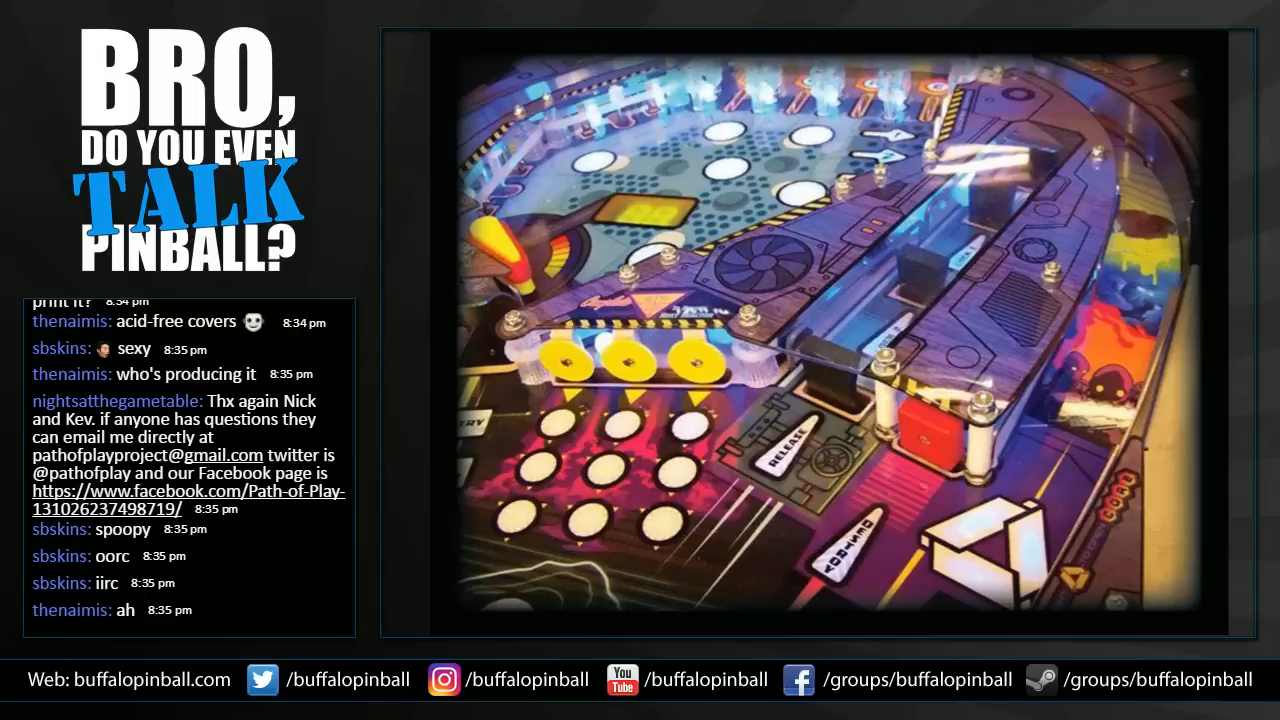 BRO,
DO YOU EVEN
TALK
PINBALL?
print it? 8:34 pm
thenaimis: acid-free covers 8:34 pm
sbskins: sexy 8:35 pm
thenaimis: who's producing it 8:35 pm
nightsatthegametable: Thx again Nick
and Kev. if anyone has questions they
can email me directly at
pathofplayproject@gmail.com twitter is
@pathofplay and our Facebook page is
https://www.facebook.com/Path-of-Play-
131026237498719/ 8:35 pm
sbskins: spoopy 8:35 pm
sbskins: oorc 8:35 pm
sbskins: iirc 8:35 pm
thenaimis: ah 8:35 pm
RELEASE
DESTROY
Web: buffalopinball.com
/buffalopinball
/buffalopinball
You
Tube
/buffalopinball
/groups/buffalopinball
/groups/buffalopinball